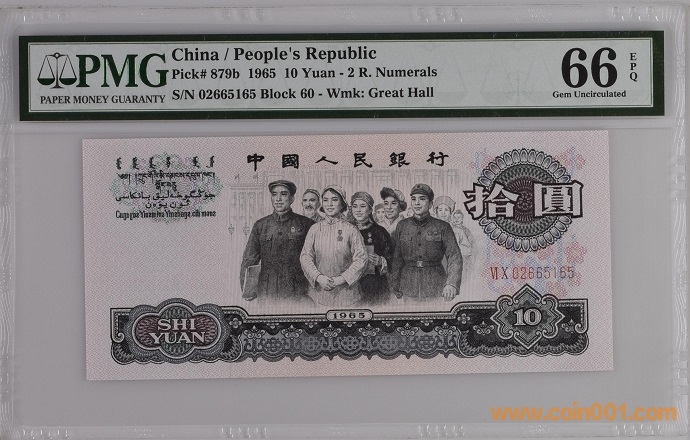 PMG
PAPER MONEY GUARANTY
China / People's Republic
Pick# 879b 1965 10 Yuan - 2 R. Numerals
S/N 02665165 Block 60 - Wmk: Great Hall
66 EPQ
Gem Uncirculated
中國人民銀行
拾圓
ⅥⅩ 02665165
1965
SHI
YUAN
10
www.coin001.com